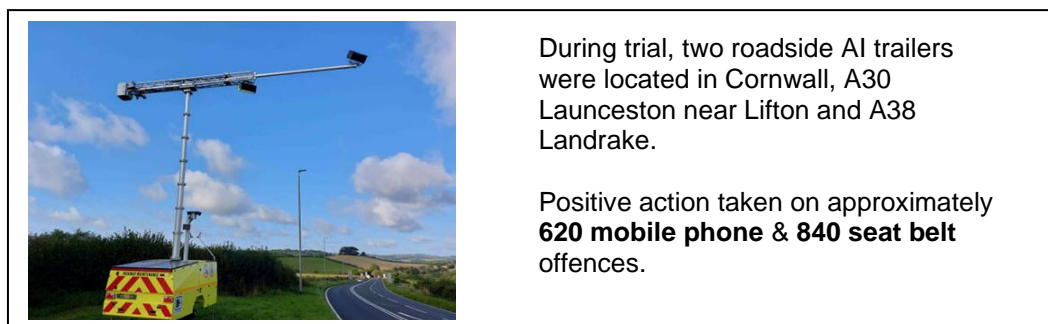 During trial, two roadside AI trailers
were located in Cornwall, A30
Launceston near Lifton and A38
Landrake.
Positive action taken on approximately
620 mobile phone & 840 seat belt
offences.